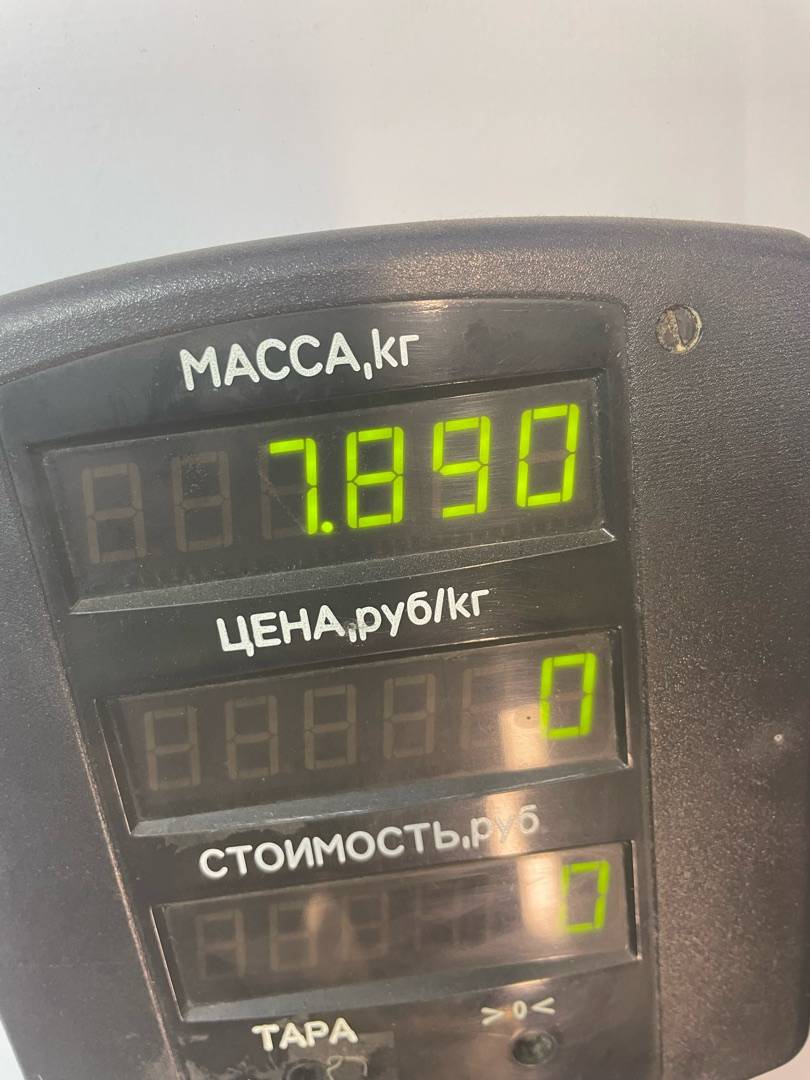 МАССА,кг
7.890
ЦЕНА,руб/кг
0
СТОИМОСТЬ,руб
0
ТАРА >0<